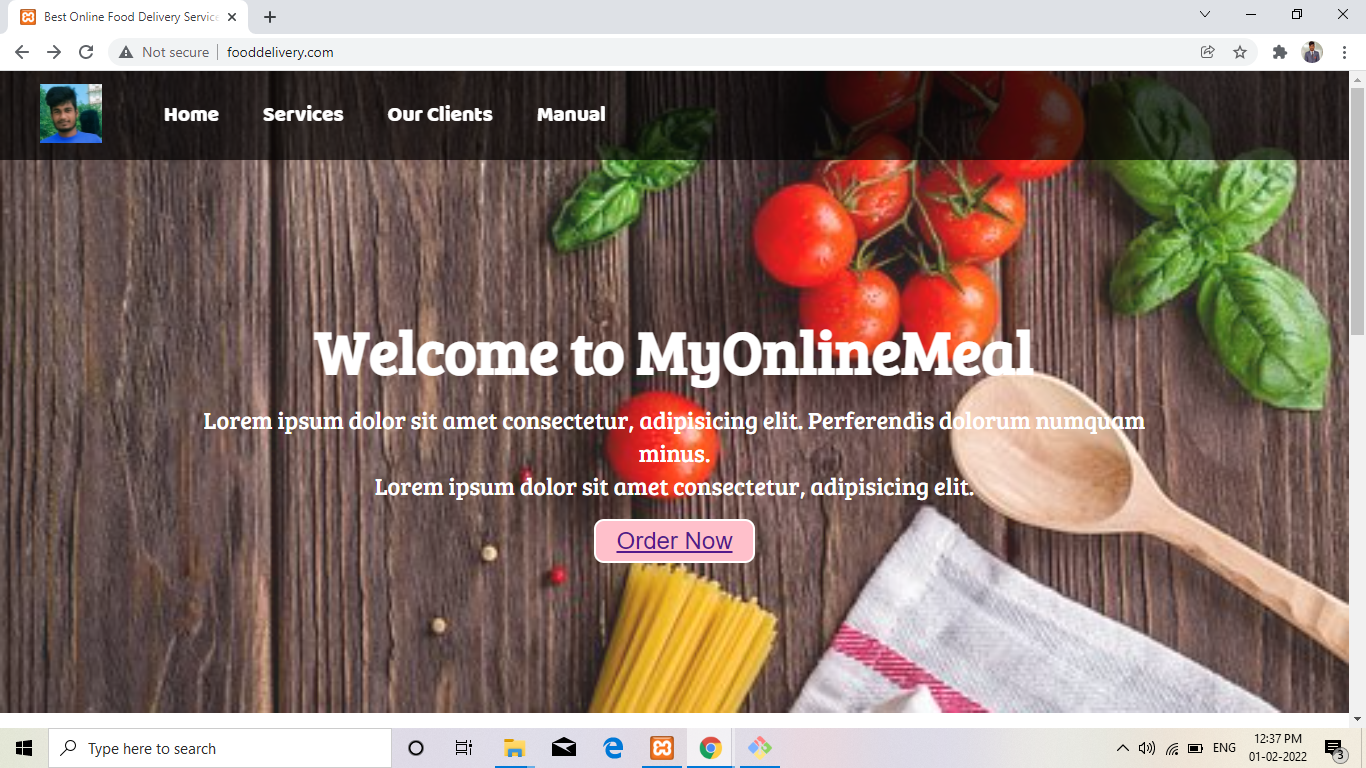 Best Online Food Delivery Service
Not secure
fooddelivery.com
Home
Services
Our Clients
Manual
Welcome to MyOnlineMeal
Lorem ipsum dolor sit amet consectetur, adipisicing elit. Perferendis dolorum numquam
minus.
Lorem ipsum dolor sit amet consectetur, adipisicing elit.
Order Now
Type here to search
ENG
12:37 PM
01-02-2022
3